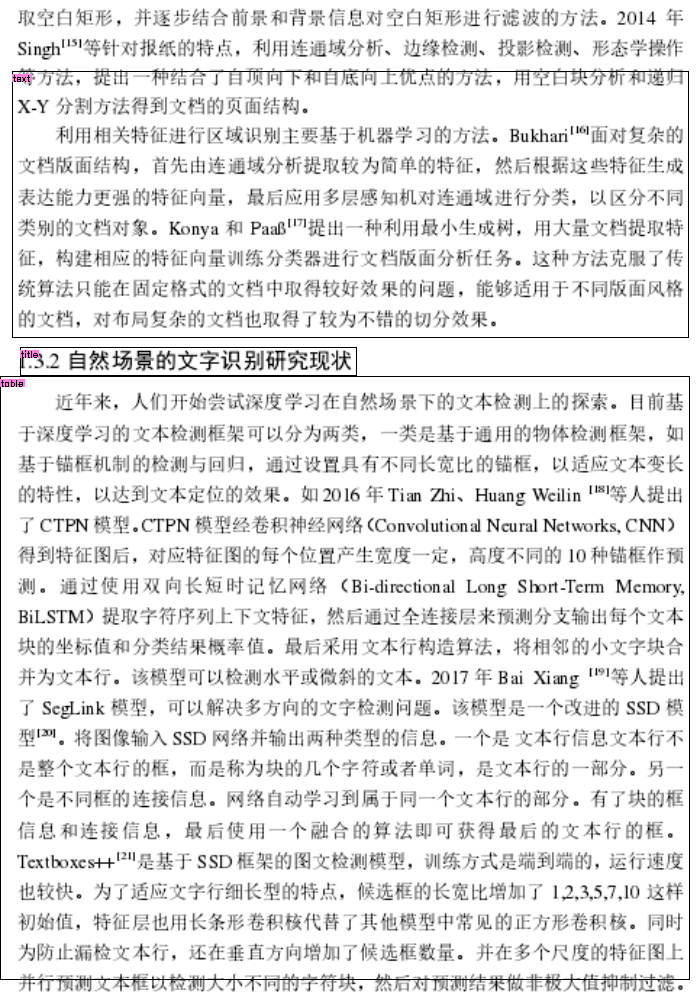 取空白矩形，并逐步结合前景和背景信息对空白矩形进行滤波的方法。2014 年
Singh[15]等针对报纸的特点，利用连通域分析、边缘检测、投影检测、形态学操作
text
等方法，提出一种结合了自顶向下和自底向上优点的方法，用空白块分析和递归
X-Y 分割方法得到文档的页面结构。
利用相关特征进行区域识别主要基于机器学习的方法。Bukhari[16]面对复杂的
文档版面结构，首先由连通域分析提取较为简单的特征，然后根据这些特征生成
表达能力更强的特征向量，最后应用多层感知机对连通域进行分类，以区分不同
类别的文档对象。Konya 和 Paaß[17]提出一种利用最小生成树，用大量文档提取特
征，构建相应的特征向量训练分类器进行文档版面分析任务。这种方法克服了传
统算法只能在固定格式的文档中取得较好效果的问题，能够适用于不同版面风格
的文档，对布局复杂的文档也取得了较为不错的切分效果。
title
1.3.2 自然场景的文字识别研究现状
table
近年来，人们开始尝试深度学习在自然场景下的文本检测上的探索。目前基
于深度学习的文本检测框架可以分为两类，一类是基于通用的物体检测框架，如
基于锚框机制的检测与回归，通过设置具有不同长宽比的锚框，以适应文本变长
的特性，以达到文本定位的效果。如 2016 年 Tian Zhi、Huang Weilin [18]等人提出
了 CTPN 模型。CTPN 模型经卷积神经网络（Convolutional Neural Networks, CNN）
得到特征图后，对应特征图的每个位置产生宽度一定，高度不同的 10 种锚框作预
测。通过使用双向长短时记忆网络（Bi-directional Long Short-Term Memory,
BiLSTM）提取字符序列上下文特征，然后通过全连接层来预测分支输出每个文本
块的坐标值和分类结果概率值。最后采用文本行构造算法，将相邻的小文字块合
并为文本行。该模型可以检测水平或微斜的文本。2017 年 Bai Xiang [19]等人提出
了 SegLink 模型，可以解决多方向的文字检测问题。该模型是一个改进的 SSD 模
型[20]。将图像输入 SSD 网络并输出两种类型的信息。一个是 文本行信息文本行不
是整个文本行的框，而是称为块的几个字符或者单词，是文本行的一部分。另一
个是不同框的连接信息。网络自动学习到属于同一个文本行的部分。有了块的框
信息和连接信息，最后使用一个融合的算法即可获得最后的文本行的框。
Textboxes++[21]是基于 SSD 框架的图文检测模型，训练方式是端到端的，运行速度
也较快。为了适应文字行细长型的特点，候选框的长宽比增加了 1,2,3,5,7,10 这样
初始值，特征层也用长条形卷积核代替了其他模型中常见的正方形卷积核。同时
为防止漏检文本行，还在垂直方向增加了候选框数量。并在多个尺度的特征图上
并行预测文本框以检测大小不同的字符块，然后对预测结果做非极大值抑制过滤。